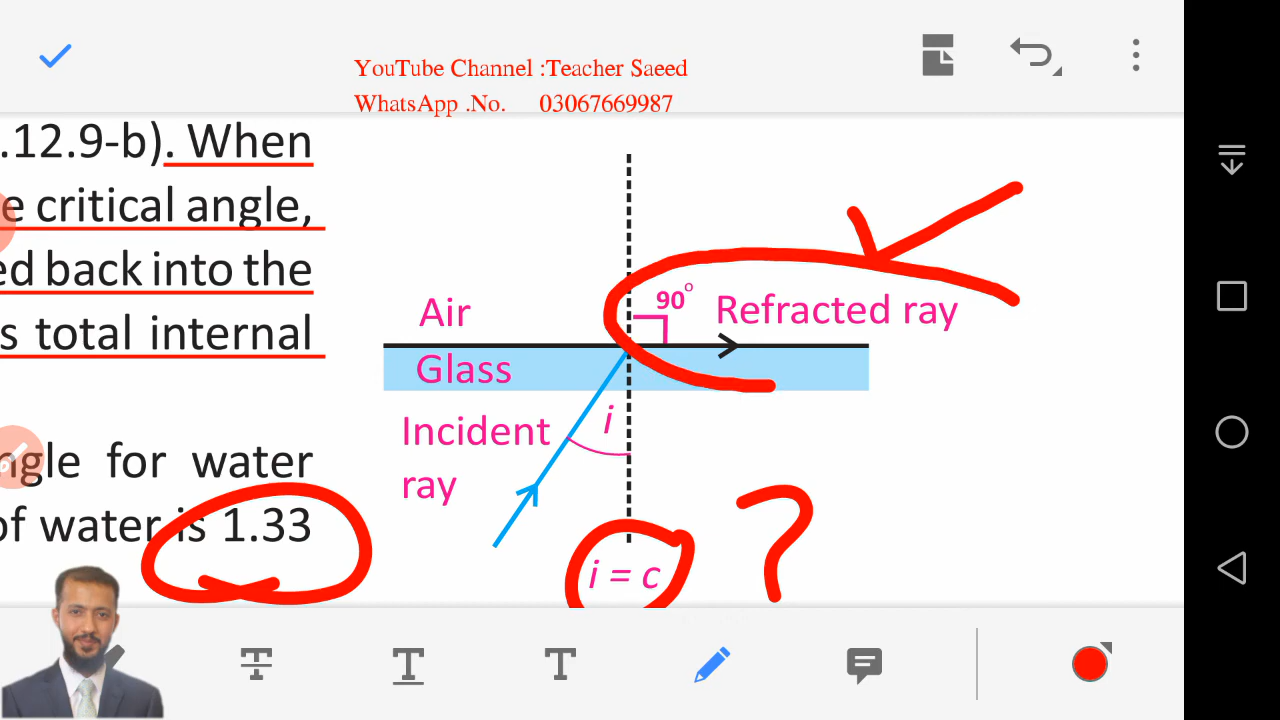 YouTube Channel :Teacher Saeed
WhatsApp .No. 03067669987
.12.9-b). When
e critical angle,
ed back into the
s total internal
ngle for water
of water is 1.33
90°
Air
Refracted ray
Glass
i
Incident
ray
i = c
?
T
T
T